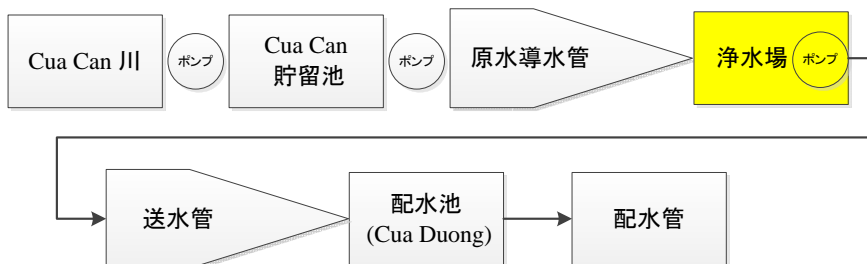 Cua Can 川
ポンプ
Cua Can
貯留池
ポンプ
原水導水管
浄水場
ポンプ
送水管
配水池
(Cua Duong)
配水管